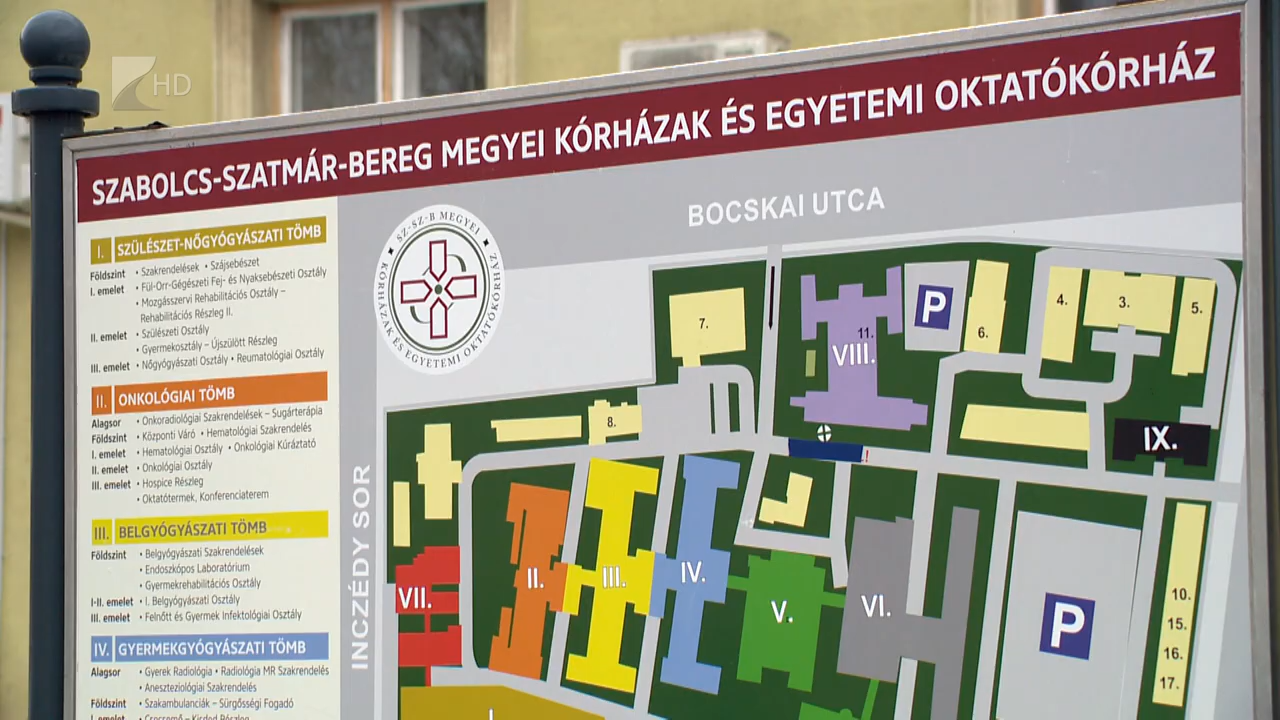 HD
SZABOLCS-SZATMÁR-BEREG MEGYEI KÓRHÁZAK ÉS EGYETEMI OKTATÓKÓRHÁZ
I. SZÜLÉSZET-NŐGYÓGYÁSZATI TÖMB
Földszint • Szakrendelések • Szájsebészet
I. emelet • Fül-Orr-Gégészeti Fej- és Nyaksebészeti Osztály
• Mozgásszervi Rehabilitációs Osztály –
Rehabilitációs Részleg II.
II. emelet • Szülészeti Osztály
• Gyermekosztály – Újszülött Részleg
III. emelet • Nőgyógyászati Osztály • Reumatológiai Osztály
II. ONKOLÓGIAI TÖMB
Alagsor • Onkoradiológiai Szakrendelések – Sugárterápia
Földszint • Központi Váró • Hematológiai Szakrendelés
I. emelet • Hematológiai Osztály • Onkológiai Kúráztató
II. emelet • Onkológiai Osztály
III. emelet • Hospice Részleg
• Oktatótermek, Konferenciaterem
III. BELGYÓGYÁSZATI TÖMB
Földszint • Belgyógyászati Szakrendelések
• Endoszkópos Laboratórium
• Gyermekrehabilitációs Osztály
I-II. emelet • I. Belgyógyászati Osztály
III. emelet • Felnőtt és Gyermek Infektológiai Osztály
IV. GYERMEKGYÓGYÁSZATI TÖMB
Alagsor • Gyerek Radiológia • Radiológia MR Szakrendelés
• Aneszteziológiai Szakrendelés
Földszint • Szakambulanciák – Sürgősségi Fogadó
I. emelet • Csecsemő – Kisded Részleg
SZ-SZ-B MEGYEI
KÓRHÁZAK ÉS EGYETEMI OKTATÓKÓRHÁZ
BOCSKAI UTCA
INCZÉDY SOR
7.
11.
VIII.
P
6.
4.
3.
5.
8.
IX.
!!
VII.
II.
III.
IV.
V.
VI.
P
10.
15.
16.
17.
I.